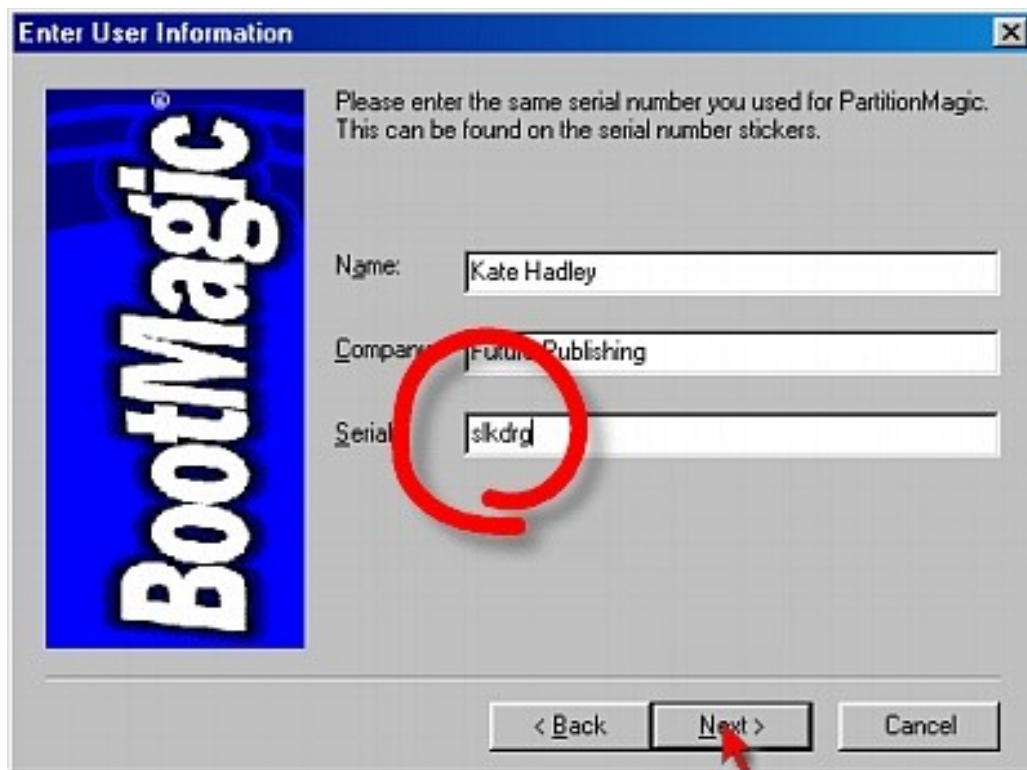 Enter User Information
BootMagic®
Please enter the same serial number you used for PartitionMagic.
This can be found on the serial number stickers.
Name: Kate Hadley
Company: Future Publishing
Serial slkdrg
< Back Next > Cancel